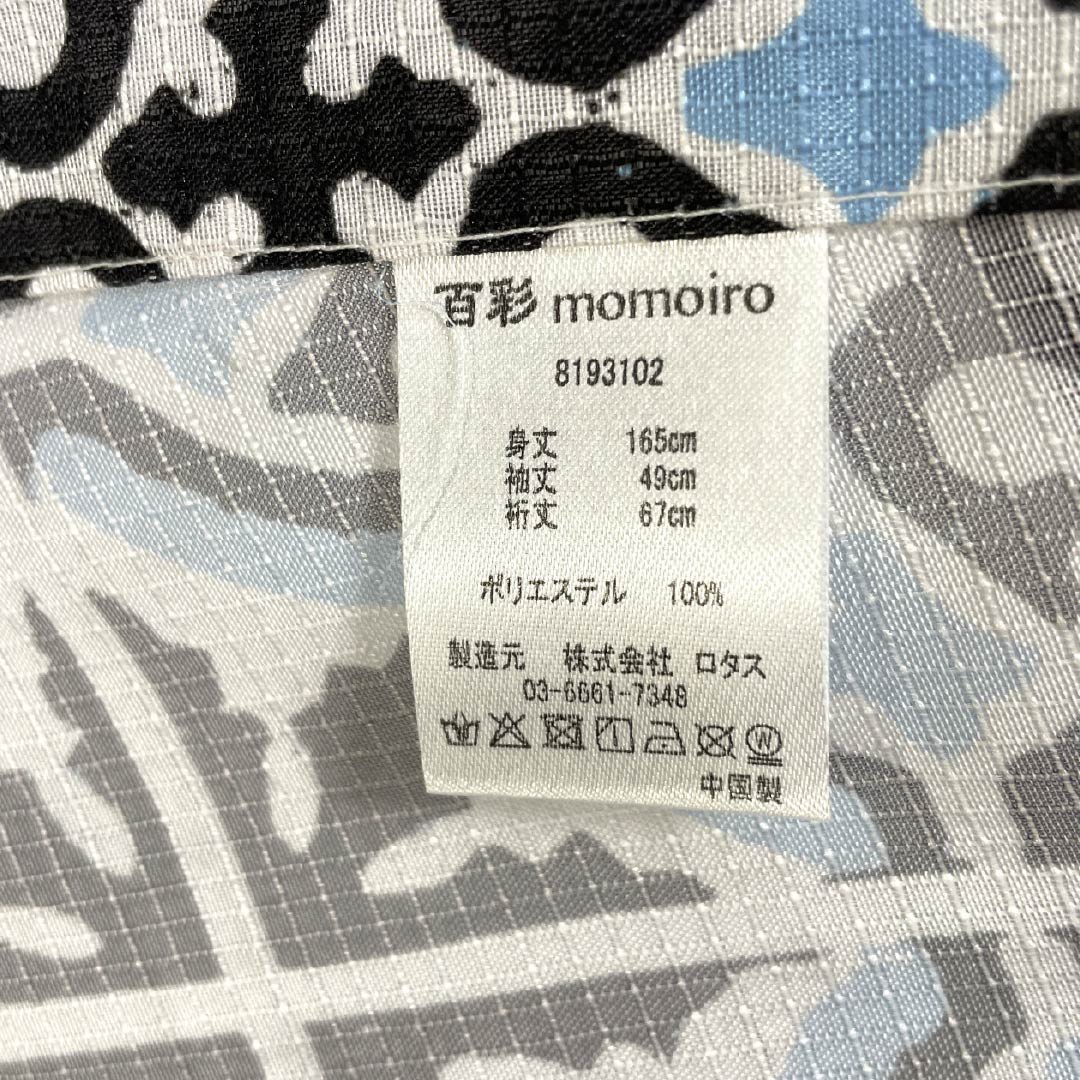 百彩 momoiro
8193102
身丈 165cm
袖丈 49cm
裄丈 67cm
ポリエステル 100%
製造元 株式会社 ロタス
03-6661-7348
中国製